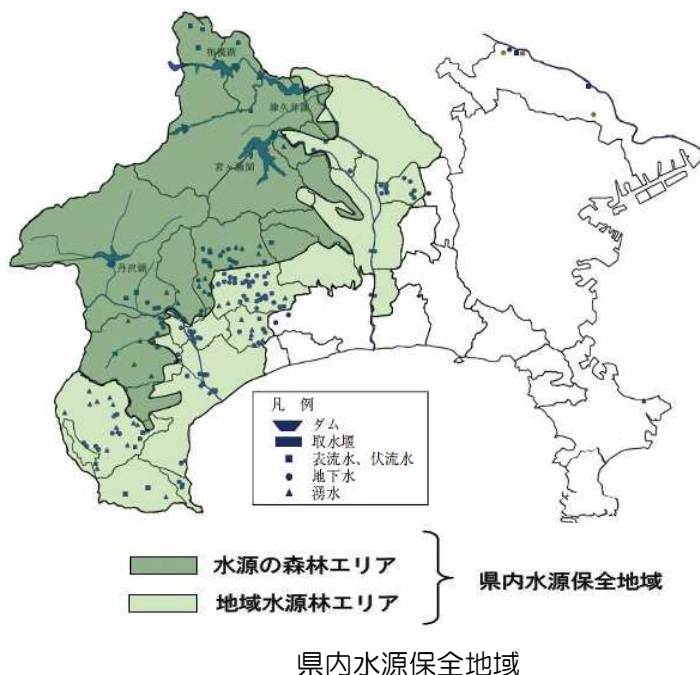 相模湖
津久井湖
宮ヶ瀬湖
丹沢湖
凡 例
ダム
取水堰
表流水、伏流水
地下水
湧水
水源の森林エリア
地域水源林エリア
県内水源保全地域
県内水源保全地域